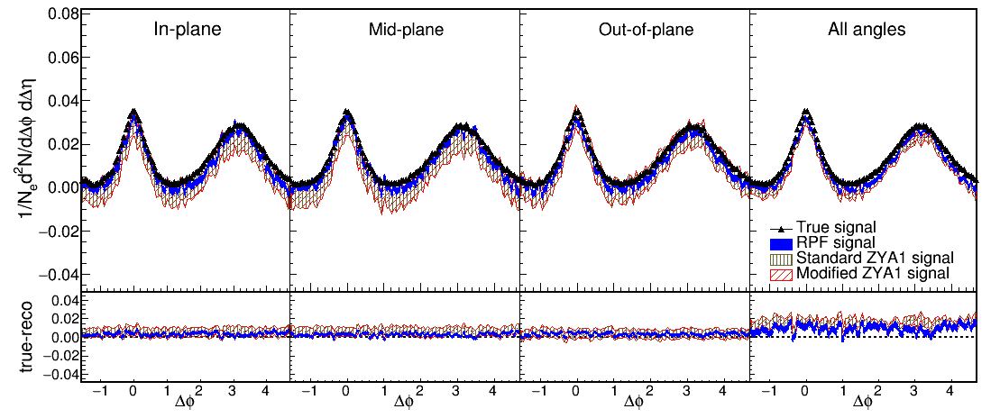 In-plane
Mid-plane
Out-of-plane
All angles
1/Nₑd²N/dΔφ dΔη
0.08
0.06
0.04
0.02
0.00
−0.02
−0.04
True signal
RPF signal
Standard ZYA1 signal
Modified ZYA1 signal
true-reco
0.04
0.02
0.00
−0.02
−0.04
−1 0 1 2 3 4
−1 0 1 2 3 4
−1 0 1 2 3 4
−1 0 1 2 3 4
Δφ
Δφ
Δφ
Δφ